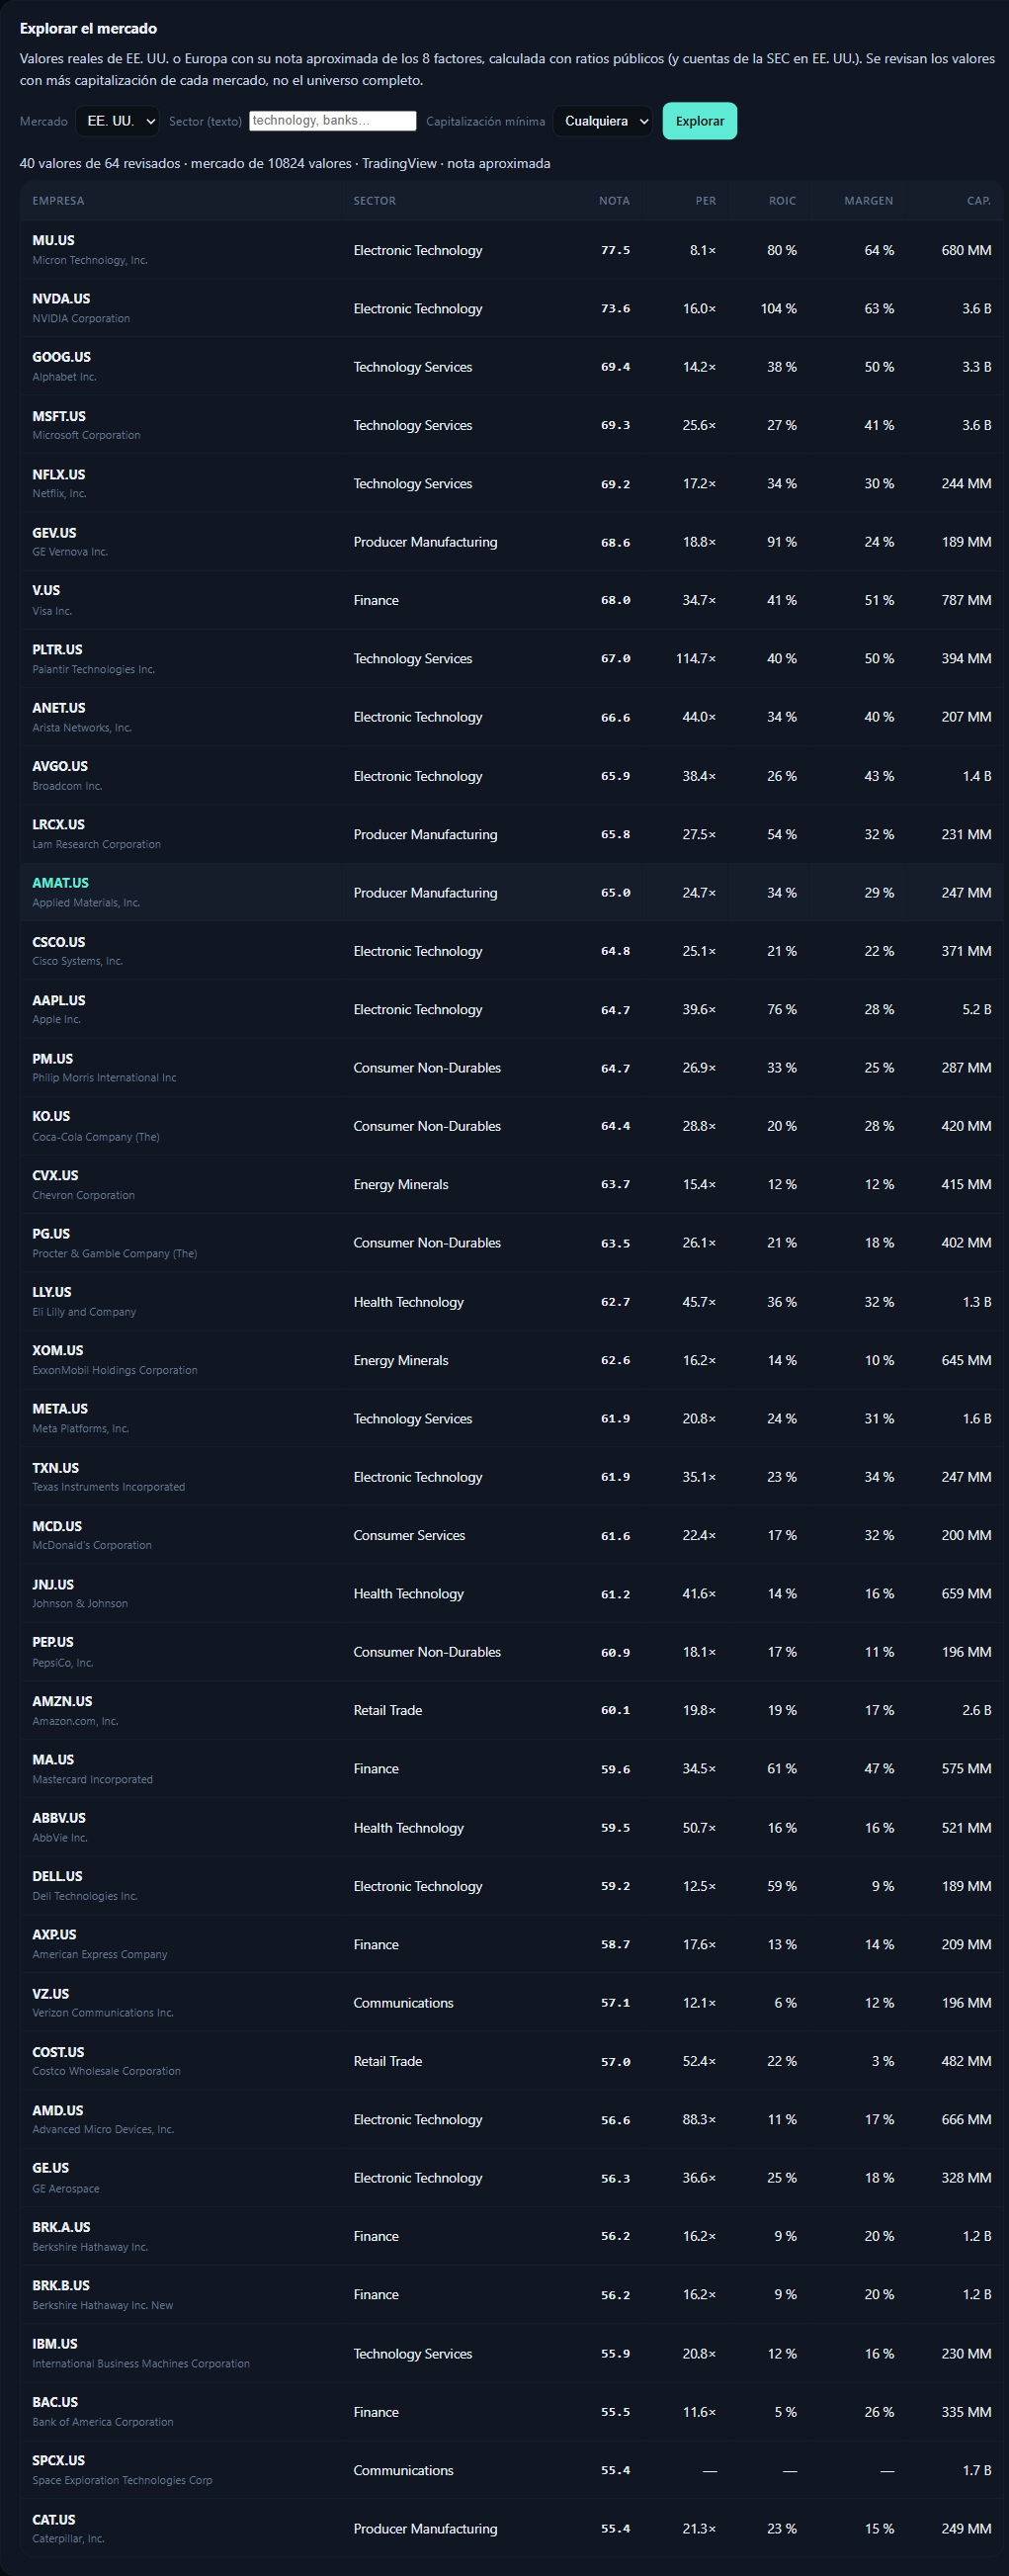 Explorar el mercado
Valores reales de EE. UU. o Europa con su nota aproximada de los 8 factores, calculada con ratios públicos (y cuentas de la SEC en EE. UU.). Se revisan los valores
con más capitalización de cada mercado, no el universo completo.
Mercado EE. UU. Sector (texto) technology, banks... Capitalización mínima Cualquiera Explorar
40 valores de 64 revisados · mercado de 10824 valores · TradingView · nota aproximada
EMPRESA SECTOR NOTA PER ROIC MARGEN CAP.
MU.US
Micron Technology, Inc.
Electronic Technology 77.5 8.1× 80 % 64 % 680 MM
NVDA.US
NVIDIA Corporation
Electronic Technology 73.6 16.0× 104 % 63 % 3.6 B
GOOG.US
Alphabet Inc.
Technology Services 69.4 14.2× 38 % 50 % 3.3 B
MSFT.US
Microsoft Corporation
Technology Services 69.3 25.6× 27 % 41 % 3.6 B
NFLX.US
Netflix, Inc.
Technology Services 69.2 17.2× 34 % 30 % 244 MM
GEV.US
GE Vernova Inc.
Producer Manufacturing 68.6 18.8× 91 % 24 % 189 MM
V.US
Visa Inc.
Finance 68.0 34.7× 41 % 51 % 787 MM
PLTR.US
Palantir Technologies Inc.
Technology Services 67.0 114.7× 40 % 50 % 394 MM
ANET.US
Arista Networks, Inc.
Electronic Technology 66.6 44.0× 34 % 40 % 207 MM
AVGO.US
Broadcom Inc.
Electronic Technology 65.9 38.4× 26 % 43 % 1.4 B
LRCX.US
Lam Research Corporation
Producer Manufacturing 65.8 27.5× 54 % 32 % 231 MM
AMAT.US
Applied Materials, Inc.
Producer Manufacturing 65.0 24.7× 34 % 29 % 247 MM
CSCO.US
Cisco Systems, Inc.
Electronic Technology 64.8 25.1× 21 % 22 % 371 MM
AAPL.US
Apple Inc.
Electronic Technology 64.7 39.6× 76 % 28 % 5.2 B
PM.US
Philip Morris International Inc
Consumer Non-Durables 64.7 26.9× 33 % 25 % 287 MM
KO.US
Coca-Cola Company (The)
Consumer Non-Durables 64.4 28.8× 20 % 28 % 420 MM
CVX.US
Chevron Corporation
Energy Minerals 63.7 15.4× 12 % 12 % 415 MM
PG.US
Procter & Gamble Company (The)
Consumer Non-Durables 63.5 26.1× 21 % 18 % 402 MM
LLY.US
Eli Lilly and Company
Health Technology 62.7 45.7× 36 % 32 % 1.3 B
XOM.US
ExxonMobil Holdings Corporation
Energy Minerals 62.6 16.2× 14 % 10 % 645 MM
META.US
Meta Platforms, Inc.
Technology Services 61.9 20.8× 24 % 31 % 1.6 B
TXN.US
Texas Instruments Incorporated
Electronic Technology 61.9 35.1× 23 % 34 % 247 MM
MCD.US
McDonald's Corporation
Consumer Services 61.6 22.4× 17 % 32 % 200 MM
JNJ.US
Johnson & Johnson
Health Technology 61.2 41.6× 14 % 16 % 659 MM
PEP.US
PepsiCo, Inc.
Consumer Non-Durables 60.9 18.1× 17 % 11 % 196 MM
AMZN.US
Amazon.com, Inc.
Retail Trade 60.1 19.8× 19 % 17 % 2.6 B
MA.US
Mastercard Incorporated
Finance 59.6 34.5× 61 % 47 % 575 MM
ABBV.US
AbbVie Inc.
Health Technology 59.5 50.7× 16 % 16 % 521 MM
DELL.US
Dell Technologies Inc.
Electronic Technology 59.2 12.5× 59 % 9 % 189 MM
AXP.US
American Express Company
Finance 58.7 17.6× 13 % 14 % 209 MM
VZ.US
Verizon Communications Inc.
Communications 57.1 12.1× 6 % 12 % 196 MM
COST.US
Costco Wholesale Corporation
Retail Trade 57.0 52.4× 22 % 3 % 482 MM
AMD.US
Advanced Micro Devices, Inc.
Electronic Technology 56.6 88.3× 11 % 17 % 666 MM
GE.US
GE Aerospace
Electronic Technology 56.3 36.6× 25 % 18 % 328 MM
BRK.A.US
Berkshire Hathaway Inc.
Finance 56.2 16.2× 9 % 20 % 1.2 B
BRK.B.US
Berkshire Hathaway Inc. New
Finance 56.2 16.2× 9 % 20 % 1.2 B
IBM.US
International Business Machines Corporation
Technology Services 55.9 20.8× 12 % 16 % 230 MM
BAC.US
Bank of America Corporation
Finance 55.5 11.6× 5 % 26 % 335 MM
SPCX.US
Space Exploration Technologies Corp
Communications 55.4 — — — 1.7 B
CAT.US
Caterpillar, Inc.
Producer Manufacturing 55.4 21.3× 23 % 15 % 249 MM